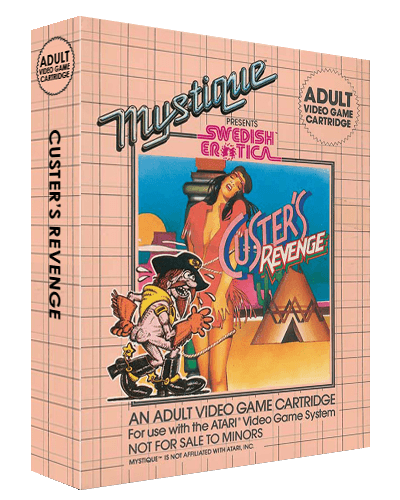 ADULT
VIDEO GAME
CARTRIDGE
CUSTER'S REVENGE
Mystique
PRESENTS
SWEDISH
EROTICA
ADULT
VIDEO GAME
CARTRIDGE
CUSTER'S
REVENGE
AN ADULT VIDEO GAME CARTRIDGE
For use with the ATARI® Video Game System
NOT FOR SALE TO MINORS
MYSTIQUE™ IS NOT AFFILIATED WITH ATARI, INC.